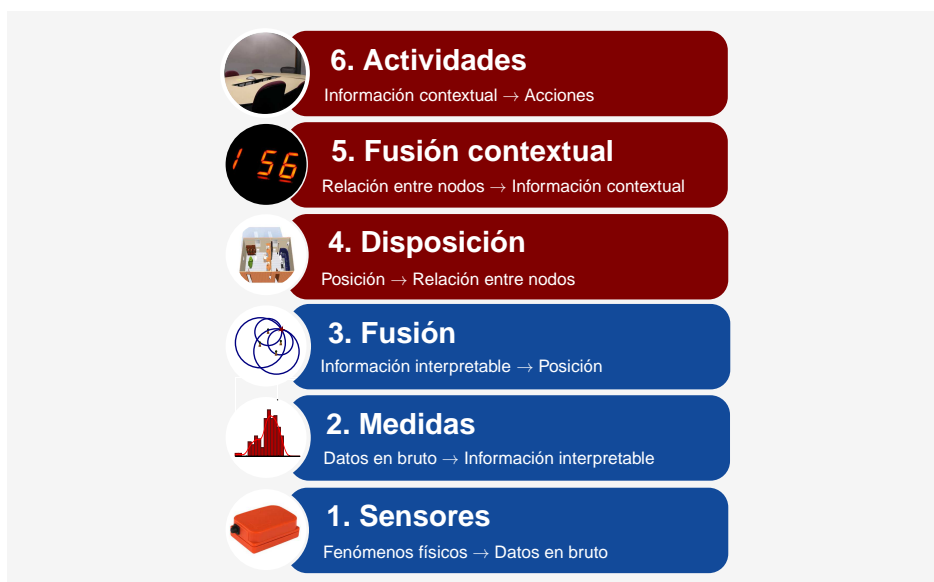 6. Actividades
Información contextual → Acciones
5. Fusión contextual
Relación entre nodos → Información contextual
4. Disposición
Posición → Relación entre nodos
3. Fusión
Información interpretable → Posición
2. Medidas
Datos en bruto → Información interpretable
1. Sensores
Fenómenos físicos → Datos en bruto
56